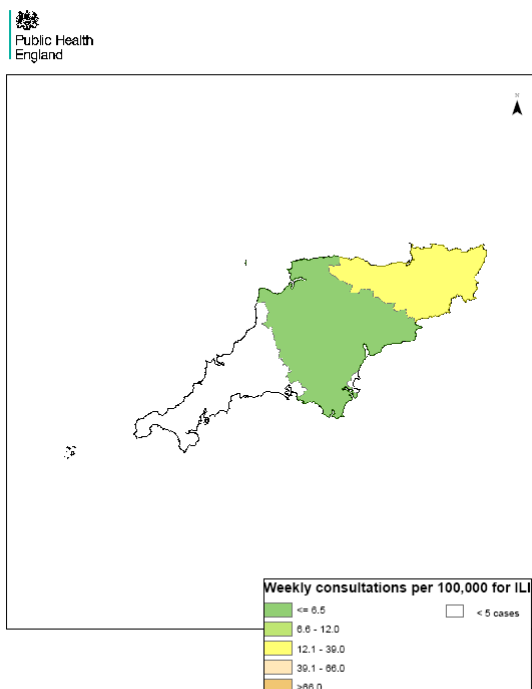 Public Health
England
N
Weekly consultations per 100,000 for ILI
<= 6.5
< 5 cases
6.6 - 12.0
12.1 - 39.0
39.1 - 66.0
>66.0